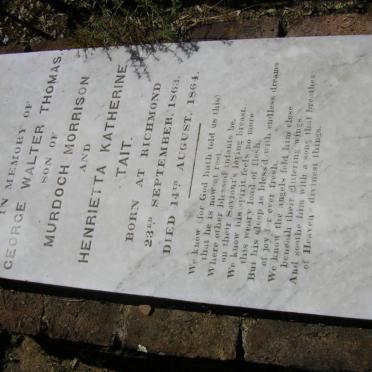 IN MEMORY OF
GEORGE WALTER THOMAS,
SON OF
MURDOCH MORRISON
AND
HENRIETTA KATHERINE
TAIT
BORN AT RICHMOND
23RD SEPTEMBER, 1863,
DIED 14TH AUGUST, 1864.
We know (for God hath told us this)
that he is now at rest,
Where other blessed infants be,
on their Saviour's loving breast.
We know his spirit feels no more
this weary load of flesh,
But his sleep is blessed with endless dreams
of joy for ever fresh.
We know the angels fold him close
beneath their glittering wings
And soothe him with a song that breathes
of Heaven's divinest things.